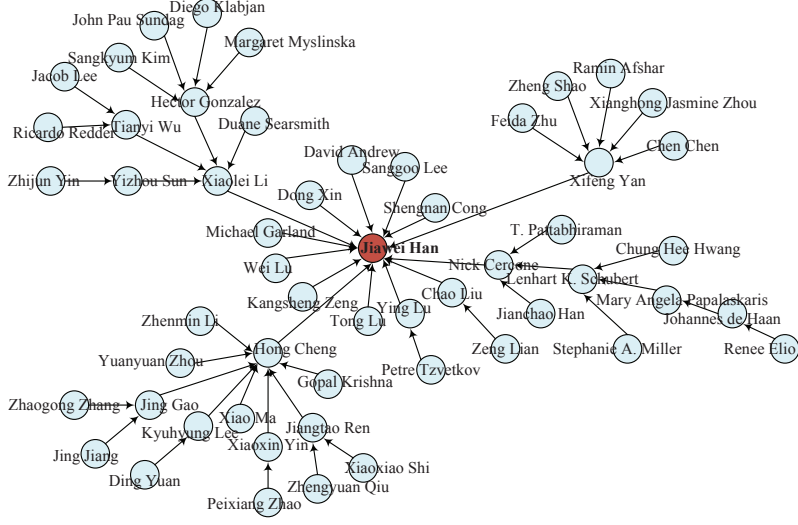 Diego Klabjan
John Pau Sundag
Margaret Myslinska
Sangkyum Kim
Jacob Lee
Hector Gonzalez
Duane Searsmith
Ricardo Redder
Tianyi Wu
Zhijun Yin
Yizhou Sun
Xiaolei Li
Ramin Afshar
Zheng Shao
Xianghong Jasmine Zhou
Feida Zhu
Chen Chen
Xifeng Yan
David Andrew
Sanggoo Lee
Dong Xin
Shengnan Cong
Michael Garland
Jiawei Han
Wei Lu
Kangsheng Zeng
Tong Lu
Ying Lu
Chao Liu
Petre Tzvetkov
Zeng Lian
T. Pattabhiraman
Nick Cercone
Chung Hee Hwang
Lenhart K. Schubert
Jianchao Han
Mary Angela Papalaskaris
Johannes de Haan
Stephanie A. Miller
Renee Elio
Zhenmin Li
Hong Cheng
Yuanyuan Zhou
Gopal Krishna
Zhaogong Zhang
Jing Gao
Kyuhyung Lee
Xiao Ma
Jiangtao Ren
Xiaoxin Yin
Jing Jiang
Ding Yuan
Xiaoxiao Shi
Zhengyuan Qiu
Peixiang Zhao